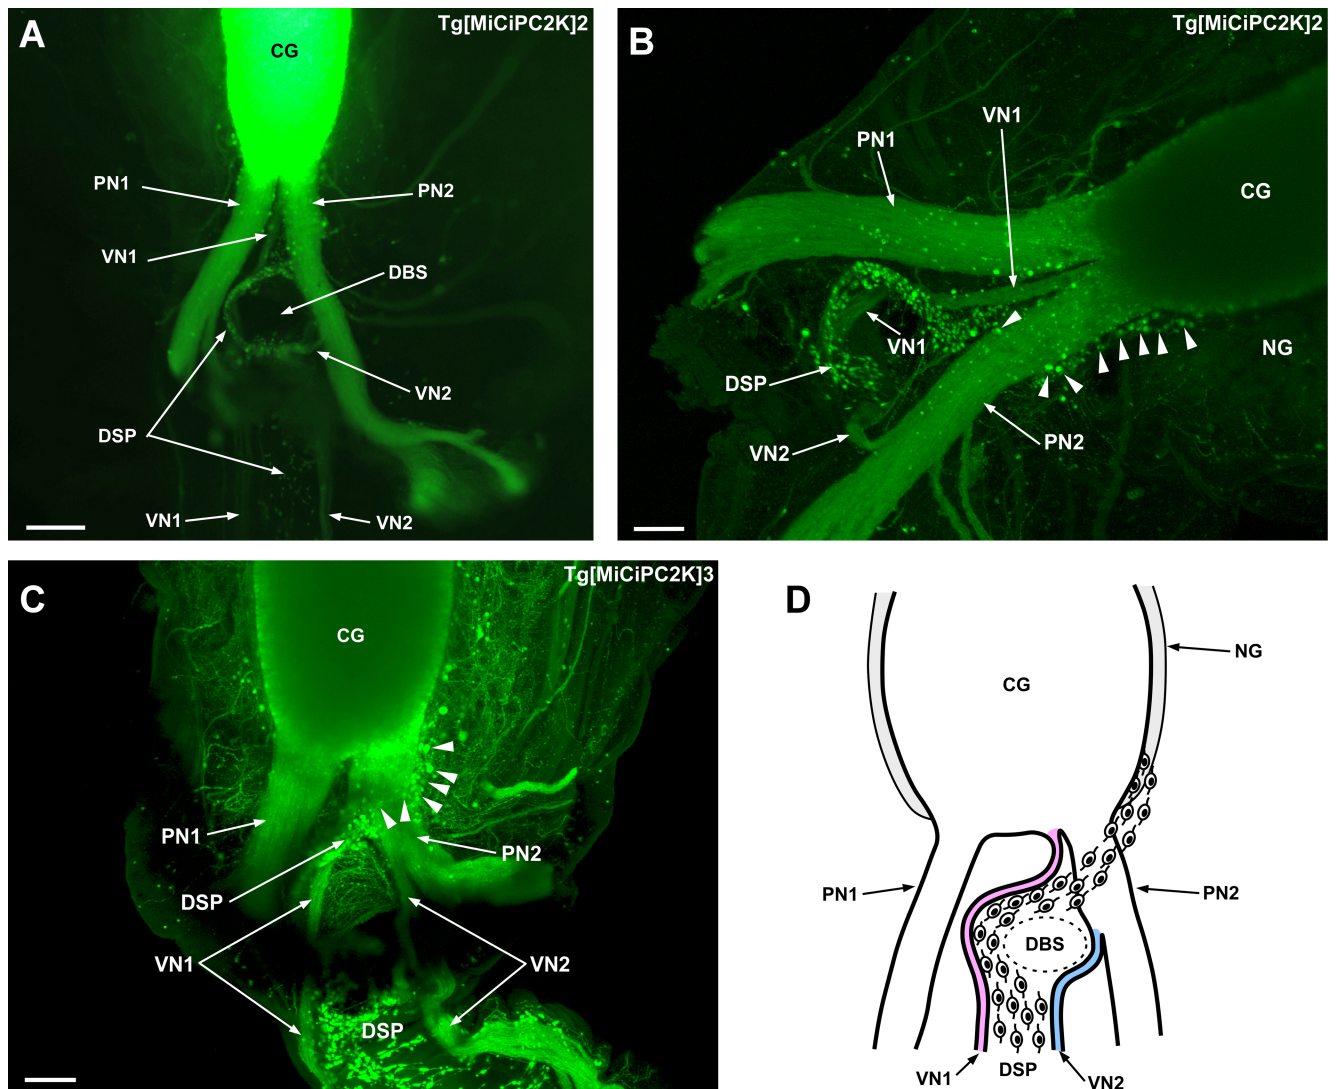 A
Tg[MiCiPC2K]2
CG
PN1
PN2
VN1
DBS
VN2
DSP
VN1
VN2
B
Tg[MiCiPC2K]2
VN1
PN1
CG
VN1
NG
DSP
PN2
VN2
C
Tg[MiCiPC2K]3
CG
PN1
PN2
DSP
VN1
VN2
DSP
D
NG
CG
PN1
PN2
DBS
VN1
DSP
VN2